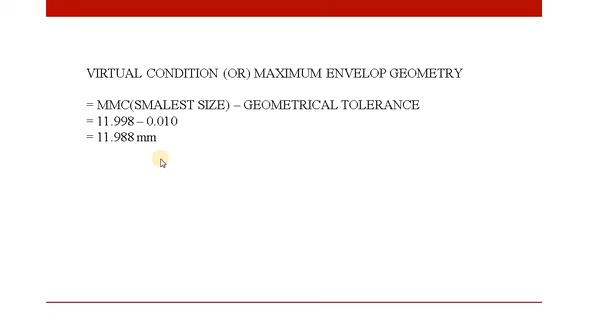 VIRTUAL CONDITION (OR) MAXIMUM ENVELOP GEOMETRY
= MMC(SMALEST SIZE) – GEOMETRICAL TOLERANCE
= 11.998 – 0.010
= 11.988 mm